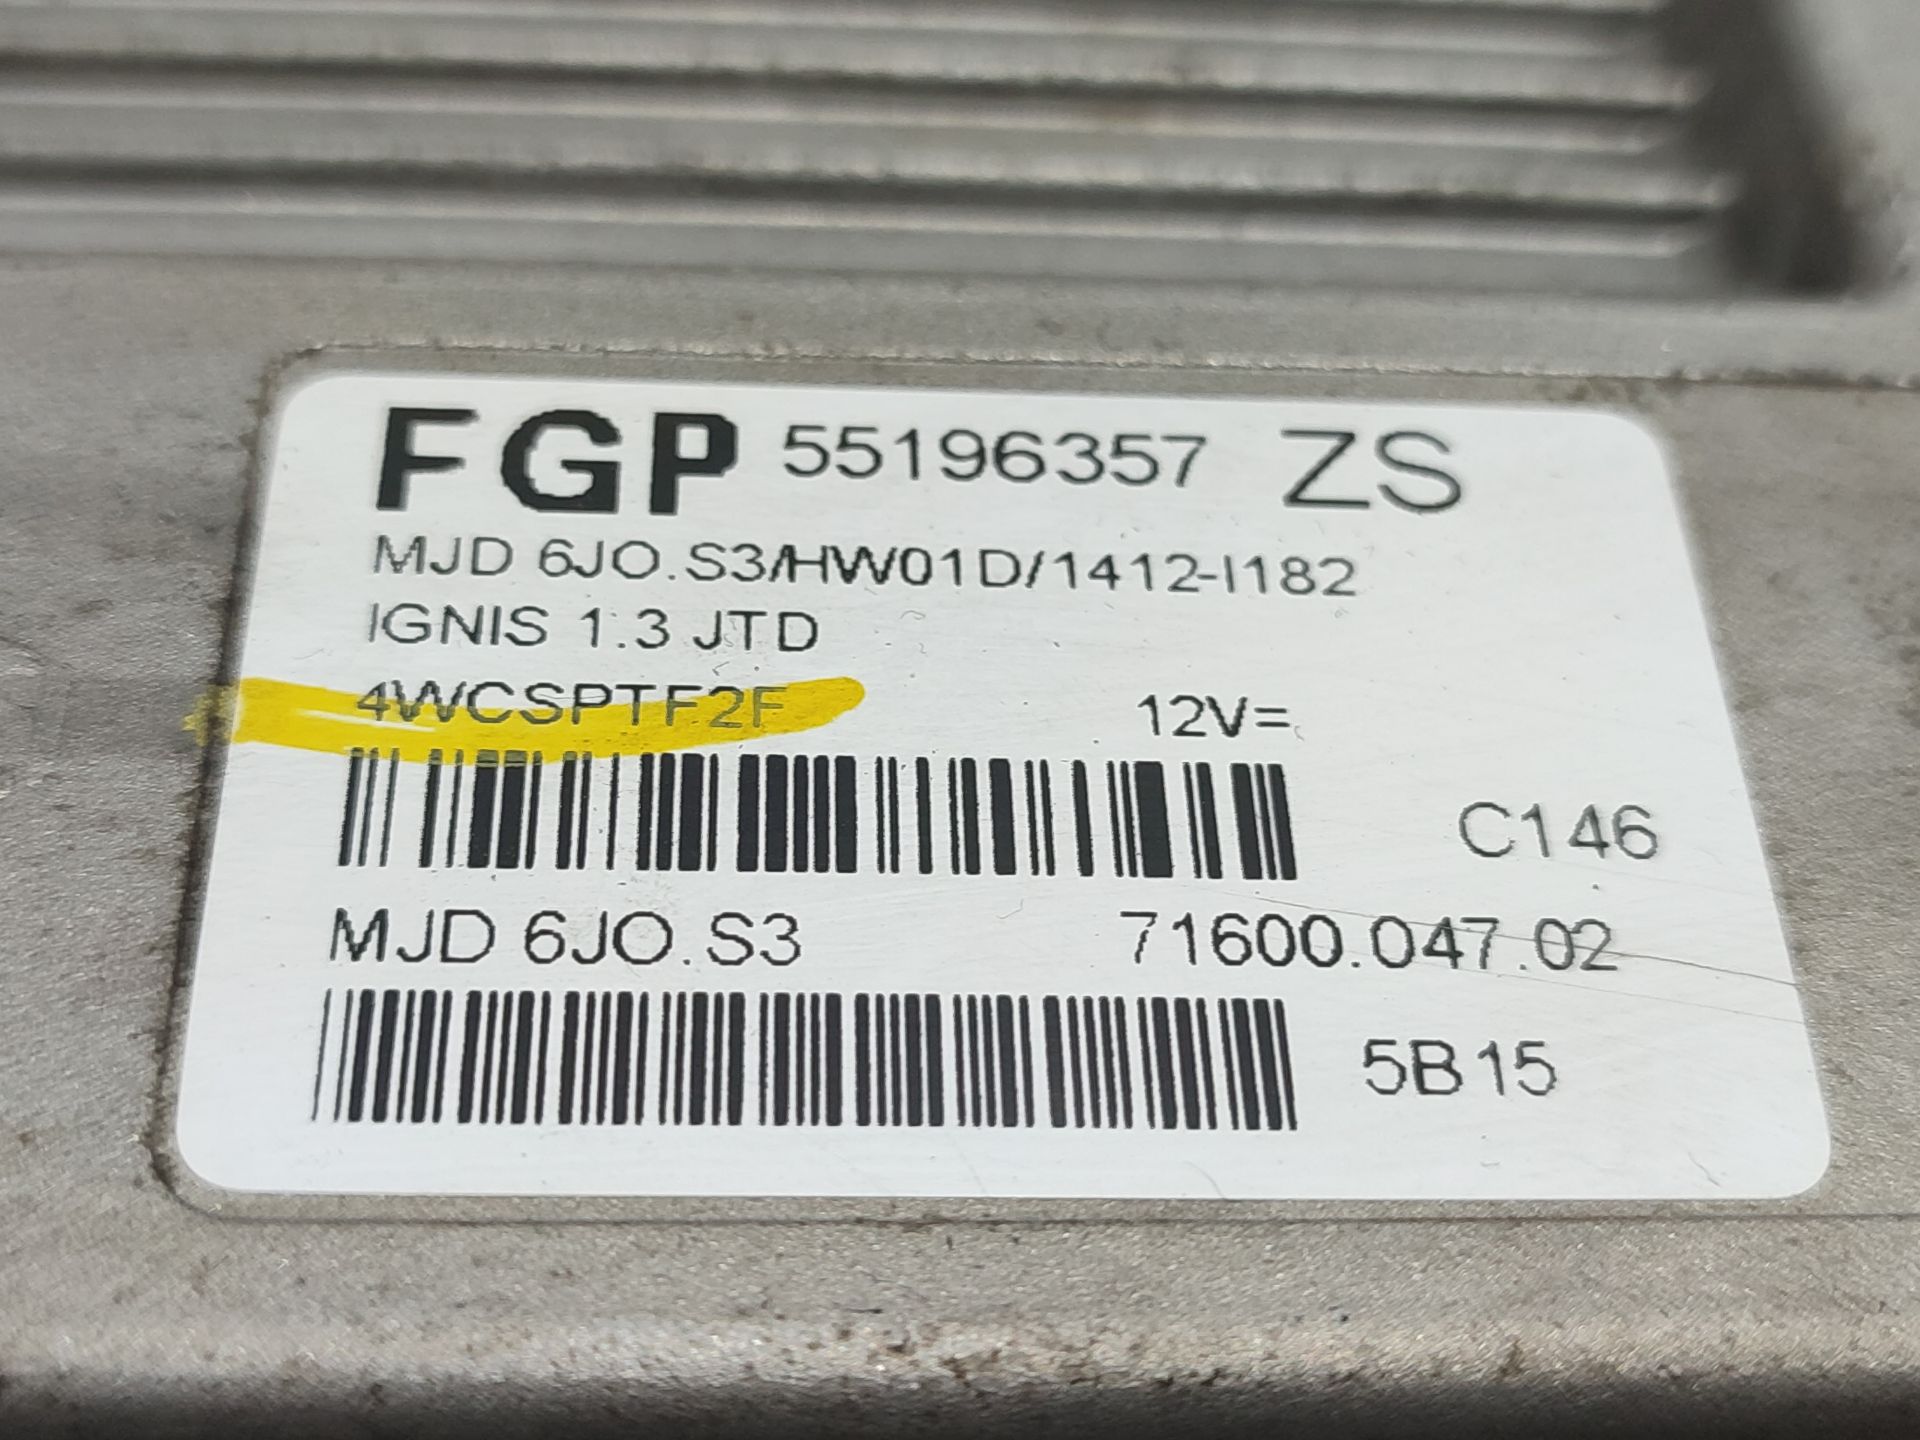 FGP 55196357 ZS
MJD 6JO.S3/HW01D/1412-I182
IGNIS 1.3 JTD
4WCSPTF2F 12V=
C146
MJD 6JO.S3 71600.047.02
5B15